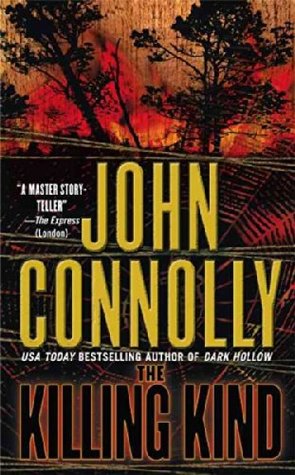 "A MASTER STORY-
TELLER"
—The Express
(London)
JOHN
CONNOLLY
USA TODAY BESTSELLING AUTHOR OF DARK HOLLOW
THE
KILLING KIND